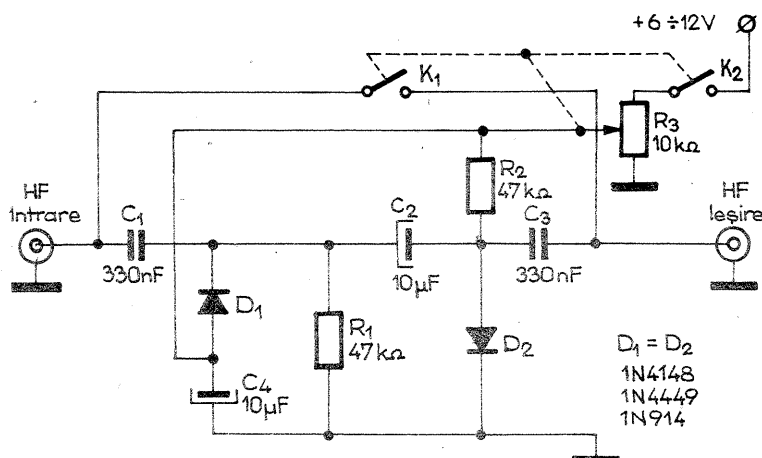 +6÷12V
K₁
K₂
R₃
10kΩ
R₂
47kΩ
HF
Intrare
C₁
330nF
C₂
10µF
C₃
330nF
HF
Ieşire
D₁
R₁
47kΩ
D₂
C₄
10µF
D₁ = D₂
1N4148
1N4449
1N914